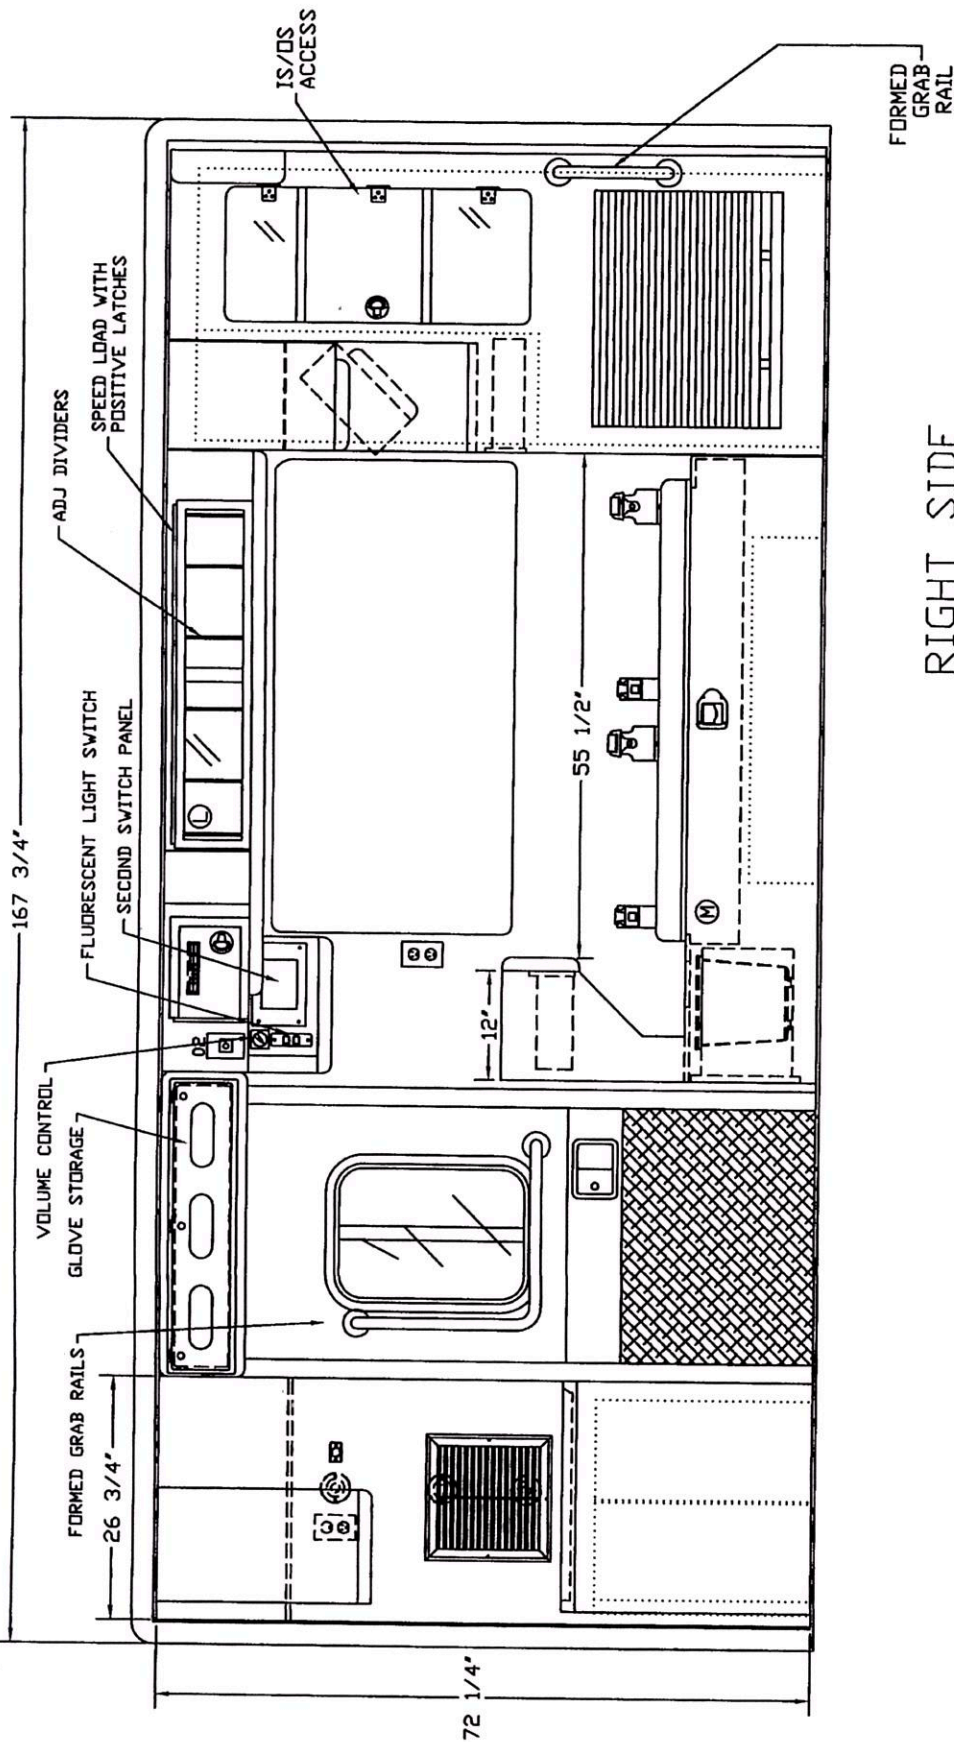 167 3/4"
IS/OS
ACCESS
SPEED LOAD WITH
POSITIVE LATCHES
ADJ DIVIDERS
FLUORESCENT LIGHT SWITCH
SECOND SWITCH PANEL
VOLUME CONTROL
GLOVE STORAGE
FORMED GRAB RAILS
26 3/4"
O2
L
12"
55 1/2"
M
72 1/4"
FORMED
GRAB
RAIL
RIGHT SIDE